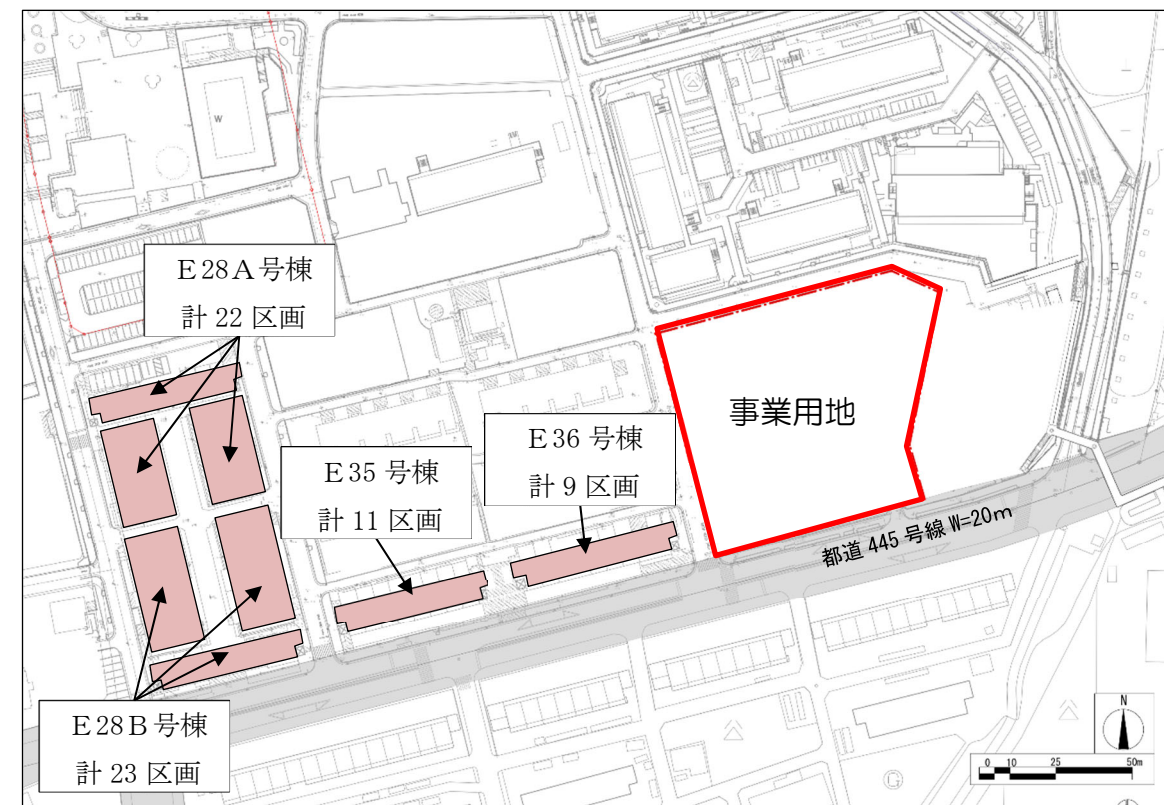 W
E28A号棟
計 22 区画
E36 号棟
計 9 区画
事業用地
E35 号棟
計 11 区画
都道 445 号線 W=20m
E28B号棟
計 23 区画
N
0 10 25 50m